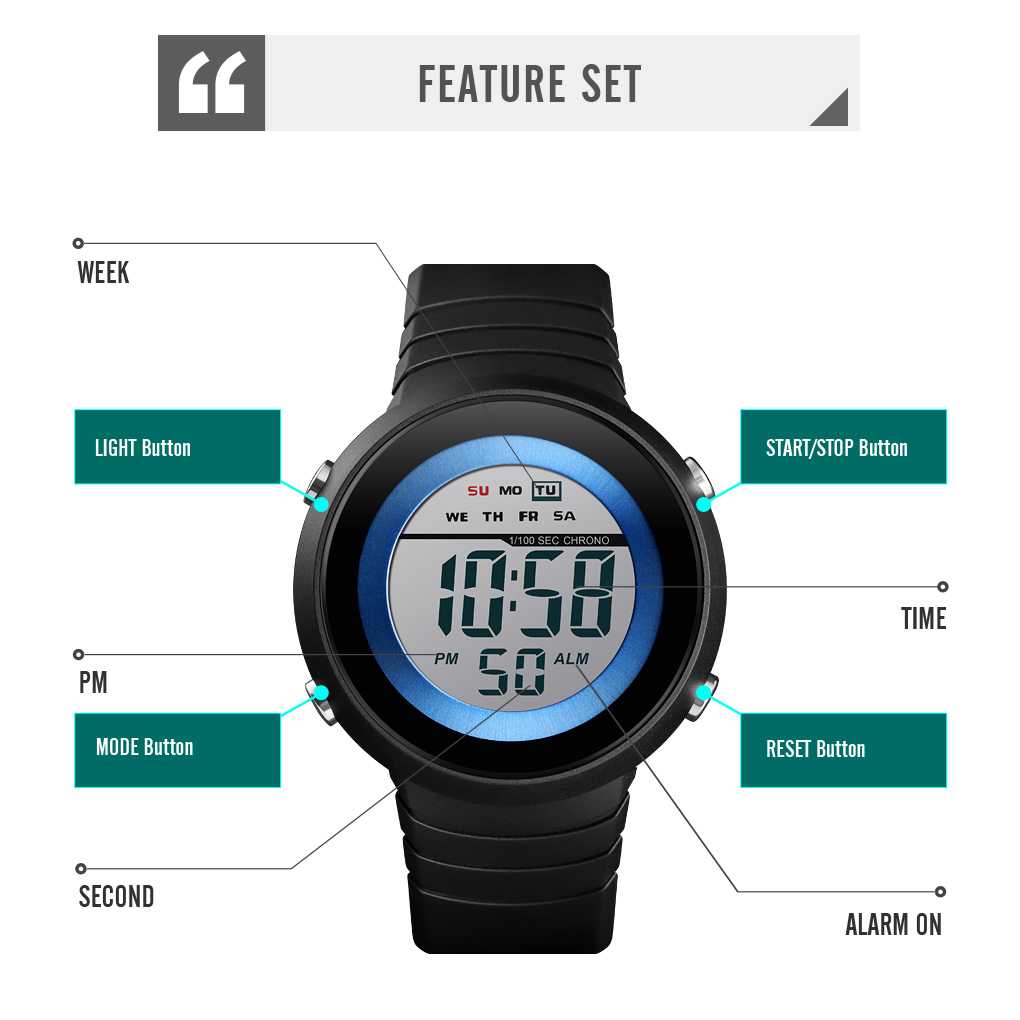 FEATURE SET
WEEK
LIGHT Button
START/STOP Button
SU MO TU
WE TH FR SA
1/100 SEC CHRONO
10:58
TIME
PM 50 ALM
PM
MODE Button
RESET Button
SECOND
ALARM ON